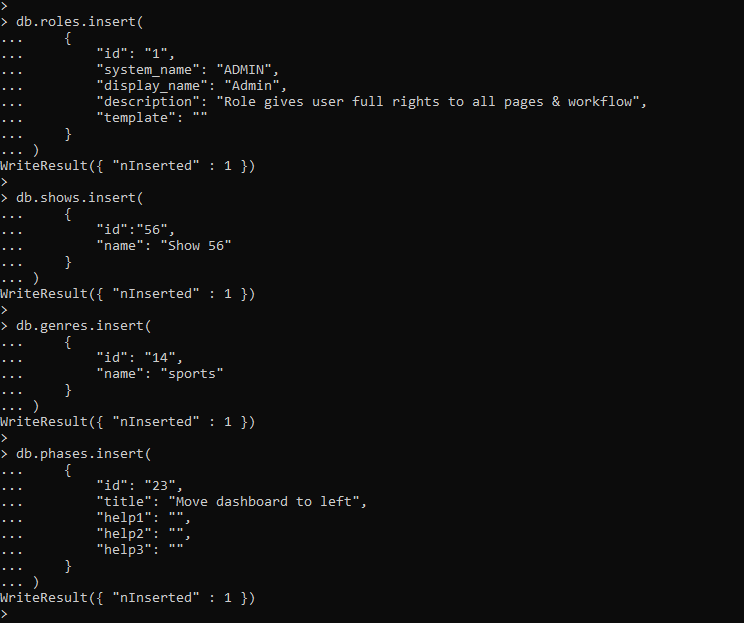 >
> db.roles.insert(
...     {
...         "id": "1",
...         "system_name": "ADMIN",
...         "display_name": "Admin",
...         "description": "Role gives user full rights to all pages & workflow",
...         "template": ""
...     }
... )
WriteResult({ "nInserted" : 1 })
>
> db.shows.insert(
...     {
...         "id":"56",
...         "name": "Show 56"
...     }
... )
WriteResult({ "nInserted" : 1 })
>
> db.genres.insert(
...     {
...         "id": "14",
...         "name": "sports"
...     }
... )
WriteResult({ "nInserted" : 1 })
>
> db.phases.insert(
...     {
...         "id": "23",
...         "title": "Move dashboard to left",
...         "help1": "",
...         "help2": "",
...         "help3": ""
...     }
... )
WriteResult({ "nInserted" : 1 })
>